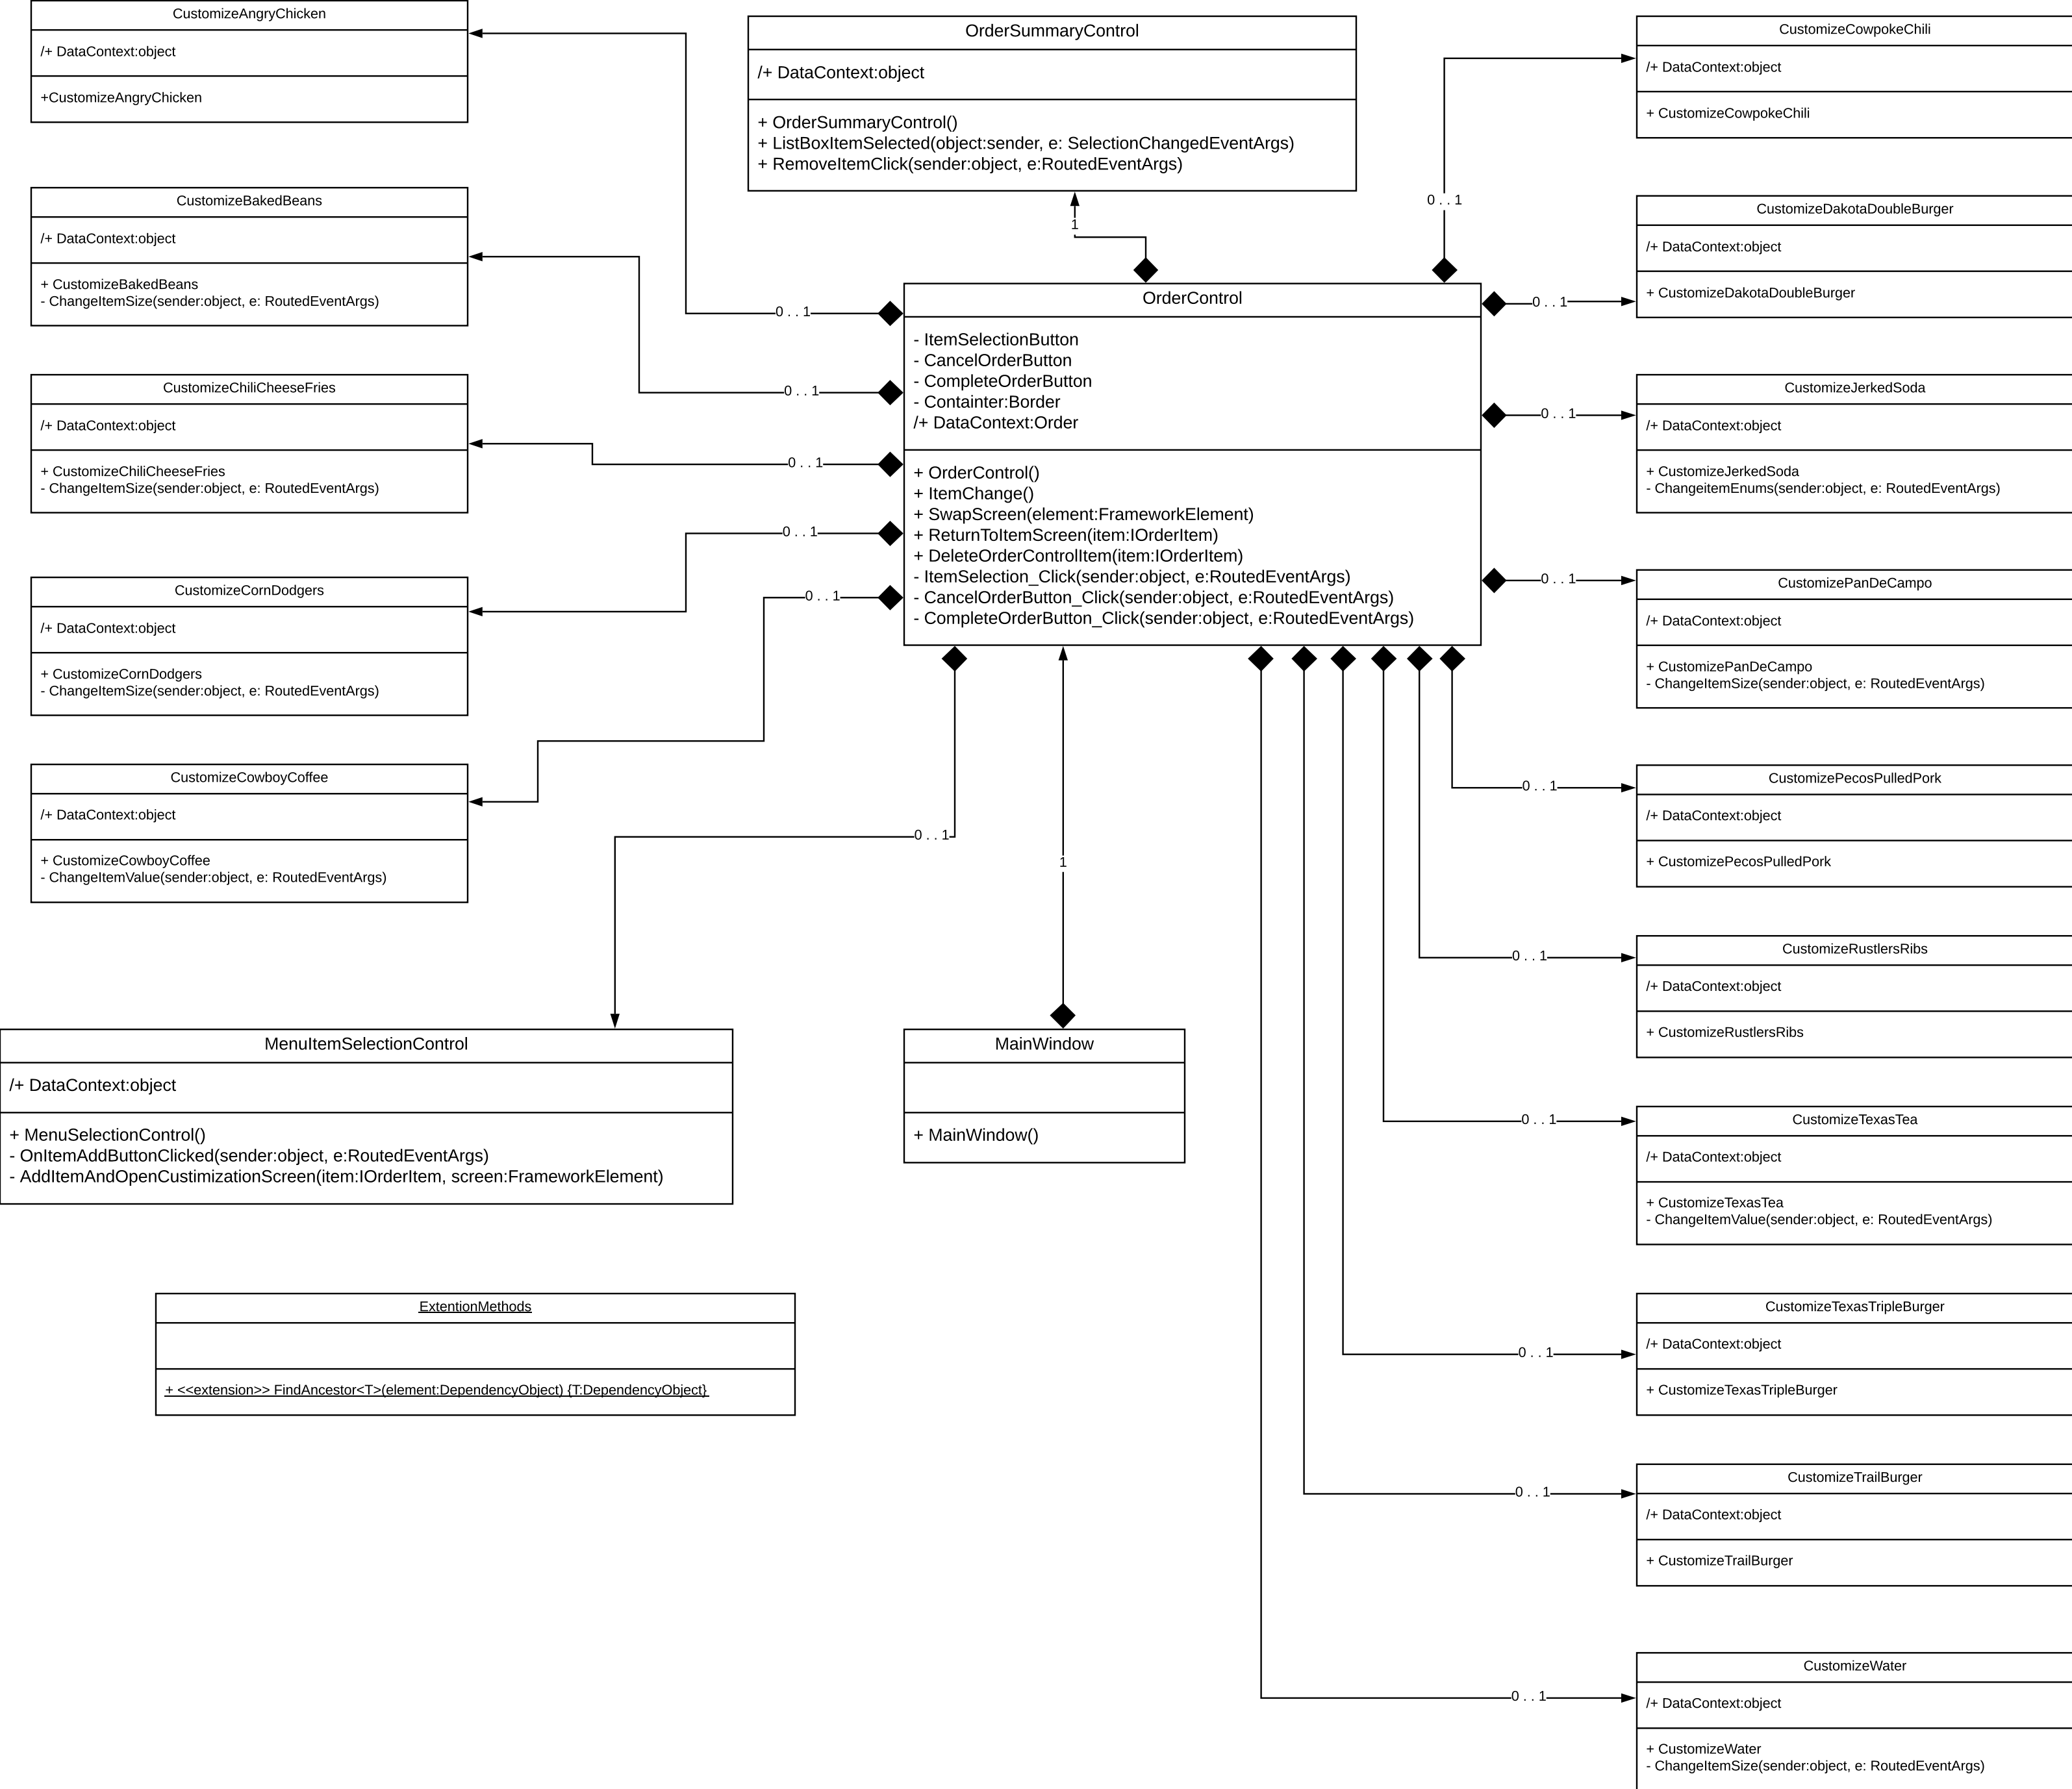 CustomizeAngryChicken
/+ DataContext:object
+CustomizeAngryChicken
CustomizeBakedBeans
/+ DataContext:object
+ CustomizeBakedBeans
- ChangeItemSize(sender:object, e: RoutedEventArgs)
CustomizeChiliCheeseFries
/+ DataContext:object
+ CustomizeChiliCheeseFries
- ChangeItemSize(sender:object, e: RoutedEventArgs)
CustomizeCornDodgers
/+ DataContext:object
+ CustomizeCornDodgers
- ChangeItemSize(sender:object, e: RoutedEventArgs)
CustomizeCowboyCoffee
/+ DataContext:object
+ CustomizeCowboyCoffee
- ChangeItemValue(sender:object, e: RoutedEventArgs)
OrderSummaryControl
/+ DataContext:object
+ OrderSummaryControl()
+ ListBoxItemSelected(object:sender, e: SelectionChangedEventArgs)
+ RemoveItemClick(sender:object, e:RoutedEventArgs)
1
0 . . 1
0 . . 1
0 . . 1
0 . . 1
0 . . 1
0 . . 1
OrderControl
- ItemSelectionButton
- CancelOrderButton
- CompleteOrderButton
- Containter:Border
/+ DataContext:Order
+ OrderControl()
+ ItemChange()
+ SwapScreen(element:FrameworkElement)
+ ReturnToItemScreen(item:IOrderItem)
+ DeleteOrderControlItem(item:IOrderItem)
- ItemSelection_Click(sender:object, e:RoutedEventArgs)
- CancelOrderButton_Click(sender:object, e:RoutedEventArgs)
- CompleteOrderButton_Click(sender:object, e:RoutedEventArgs)
0 . . 1
0 . . 1
0 . . 1
0 . . 1
1
0 . . 1
0 . . 1
0 . . 1
0 . . 1
0 . . 1
0 . . 1
MenuItemSelectionControl
/+ DataContext:object
+ MenuSelectionControl()
- OnItemAddButtonClicked(sender:object, e:RoutedEventArgs)
- AddItemAndOpenCustimizationScreen(item:IOrderItem, screen:FrameworkElement)
MainWindow
+ MainWindow()
ExtentionMethods
+ <<extension>> FindAncestor<T>(element:DependencyObject) {T:DependencyObject}
CustomizeCowpokeChili
/+ DataContext:object
+ CustomizeCowpokeChili
CustomizeDakotaDoubleBurger
/+ DataContext:object
+ CustomizeDakotaDoubleBurger
CustomizeJerkedSoda
/+ DataContext:object
+ CustomizeJerkedSoda
- ChangeitemEnums(sender:object, e: RoutedEventArgs)
CustomizePanDeCampo
/+ DataContext:object
+ CustomizePanDeCampo
- ChangeItemSize(sender:object, e: RoutedEventArgs)
CustomizePecosPulledPork
/+ DataContext:object
+ CustomizePecosPulledPork
CustomizeRustlersRibs
/+ DataContext:object
+ CustomizeRustlersRibs
CustomizeTexasTea
/+ DataContext:object
+ CustomizeTexasTea
- ChangeItemValue(sender:object, e: RoutedEventArgs)
CustomizeTexasTripleBurger
/+ DataContext:object
+ CustomizeTexasTripleBurger
CustomizeTrailBurger
/+ DataContext:object
+ CustomizeTrailBurger
CustomizeWater
/+ DataContext:object
+ CustomizeWater
- ChangeItemSize(sender:object, e: RoutedEventArgs)